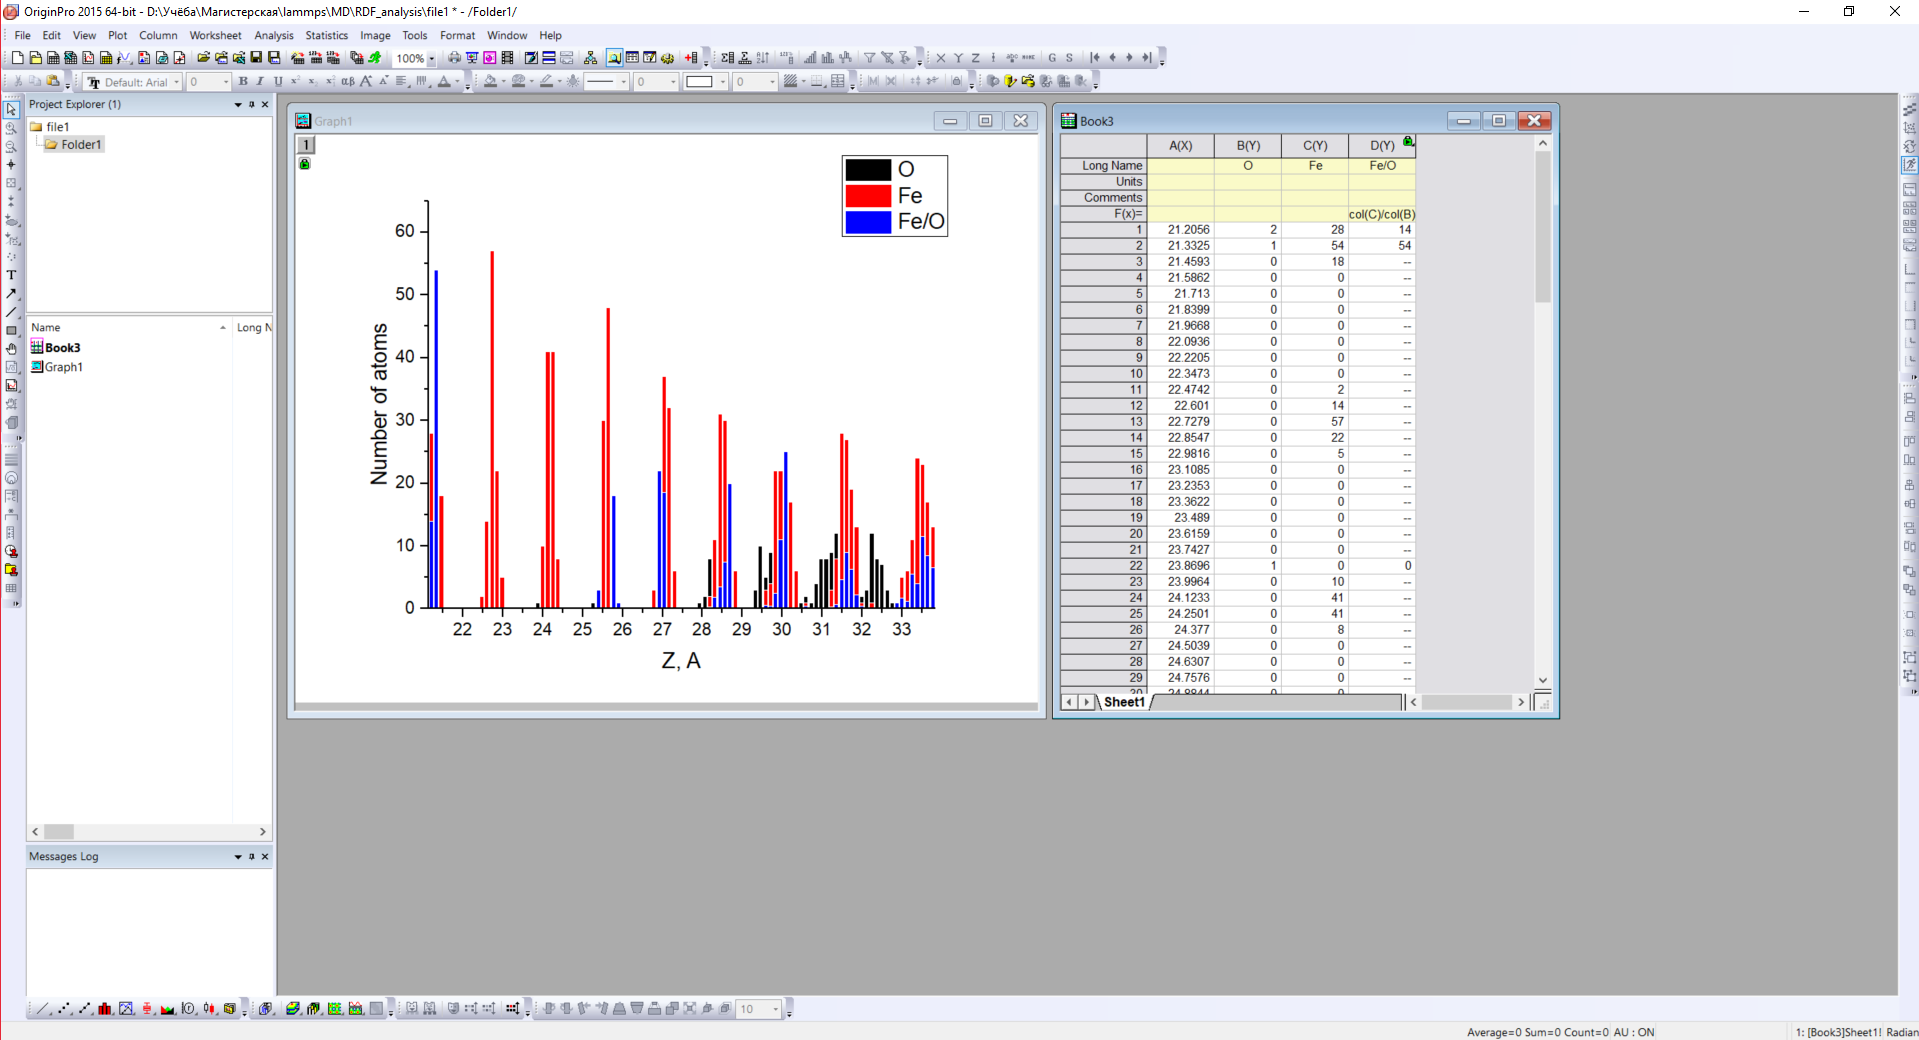 OriginPro 2015 64-bit - D:\Учёба\Магистерская\lammps\MD\RDF_analysis\file1 * - /Folder1/
File Edit View Plot Column Worksheet Analysis Statistics Image Tools Format Window Help
100%
Default: Arial 0 B I U αβ A A 0 0
Project Explorer (1)
file1
Folder1
Name Long N
Book3
Graph1
Messages Log
Graph1
1
O
Fe
Fe/O
Number of atoms
60
50
40
30
20
10
0
22 23 24 25 26 27 28 29 30 31 32 33
Z, A
Book3
A(X) B(Y) C(Y) D(Y)
Long Name O Fe Fe/O
Units
Comments
F(x)= col(C)/col(B)
1 21.2056 2 28 14
2 21.3325 1 54 54
3 21.4593 0 18 --
4 21.5862 0 0 --
5 21.713 0 0 --
6 21.8399 0 0 --
7 21.9668 0 0 --
8 22.0936 0 0 --
9 22.2205 0 0 --
10 22.3473 0 0 --
11 22.4742 0 2 --
12 22.601 0 14 --
13 22.7279 0 57 --
14 22.8547 0 22 --
15 22.9816 0 5 --
16 23.1085 0 0 --
17 23.2353 0 0 --
18 23.3622 0 0 --
19 23.489 0 0 --
20 23.6159 0 0 --
21 23.7427 0 0 --
22 23.8696 1 0 0
23 23.9964 0 10 --
24 24.1233 0 41 --
25 24.2501 0 41 --
26 24.377 0 8 --
27 24.5039 0 0 --
28 24.6307 0 0 --
29 24.7576 0 0 --
30 24.8844 0 0 --
Sheet1
10
Average=0 Sum=0 Count=0 AU : ON 1: [Book3]Sheet1! Radian